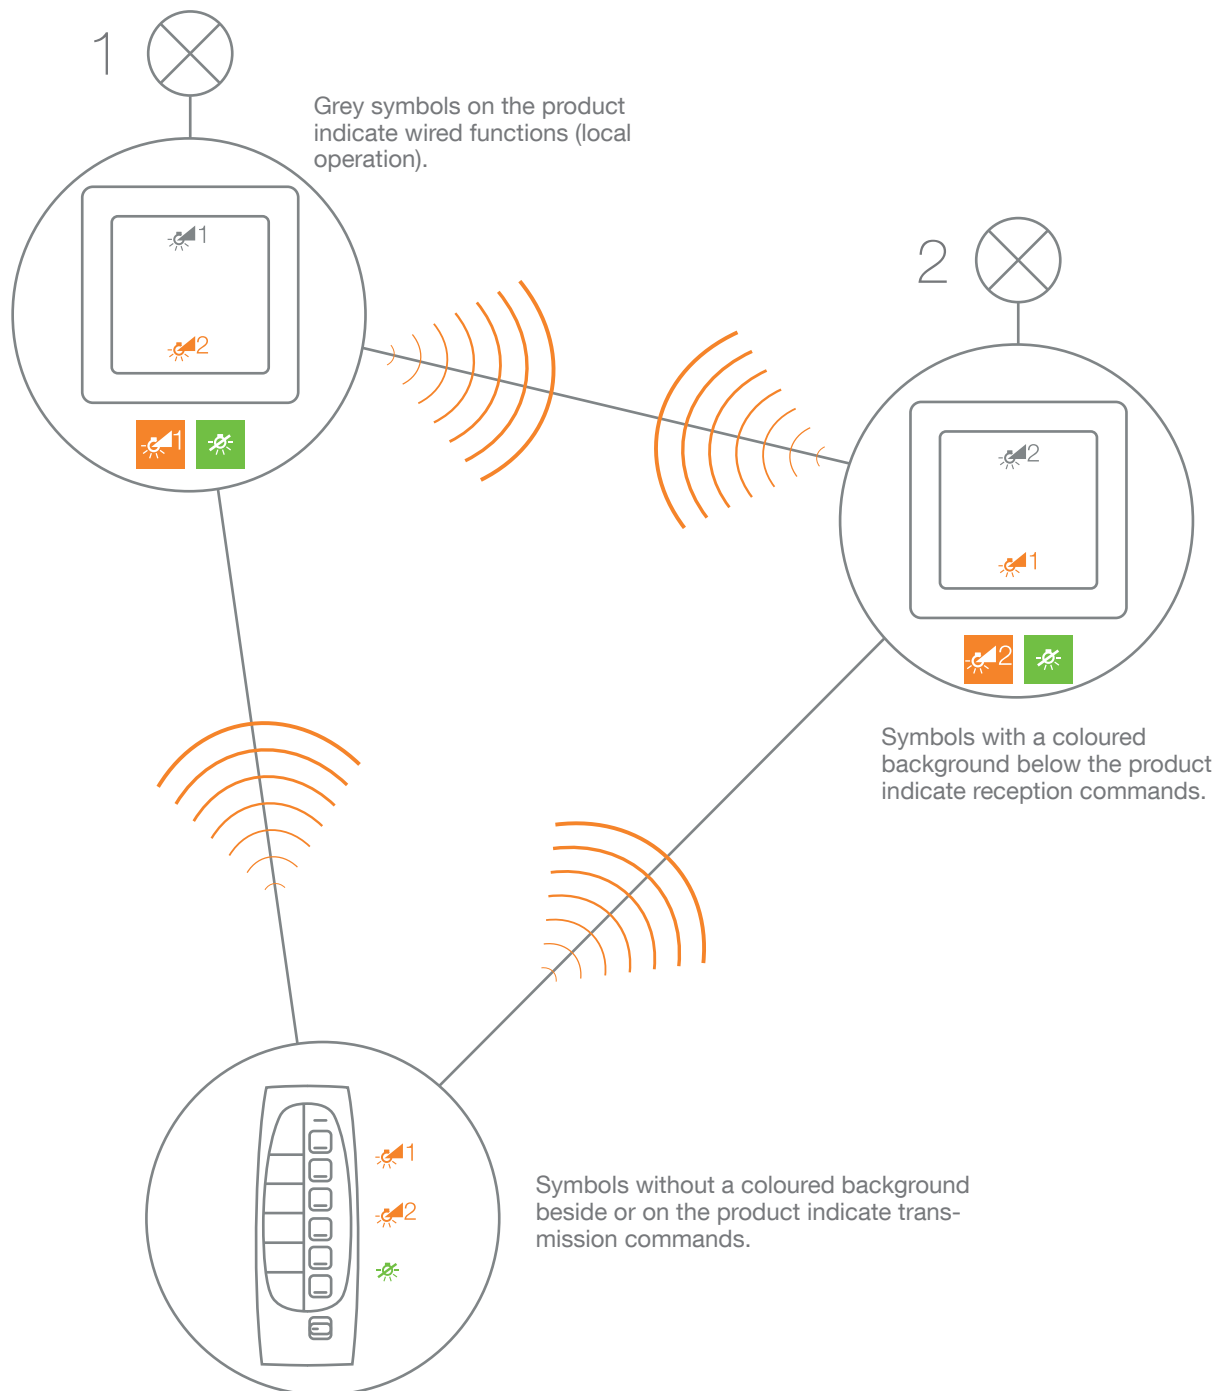 1
Grey symbols on the product
indicate wired functions (local
operation).
1
2
1
2
2
1
2
Symbols with a coloured
background below the product
indicate reception commands.
1
2
Symbols without a coloured background
beside or on the product indicate trans-
mission commands.